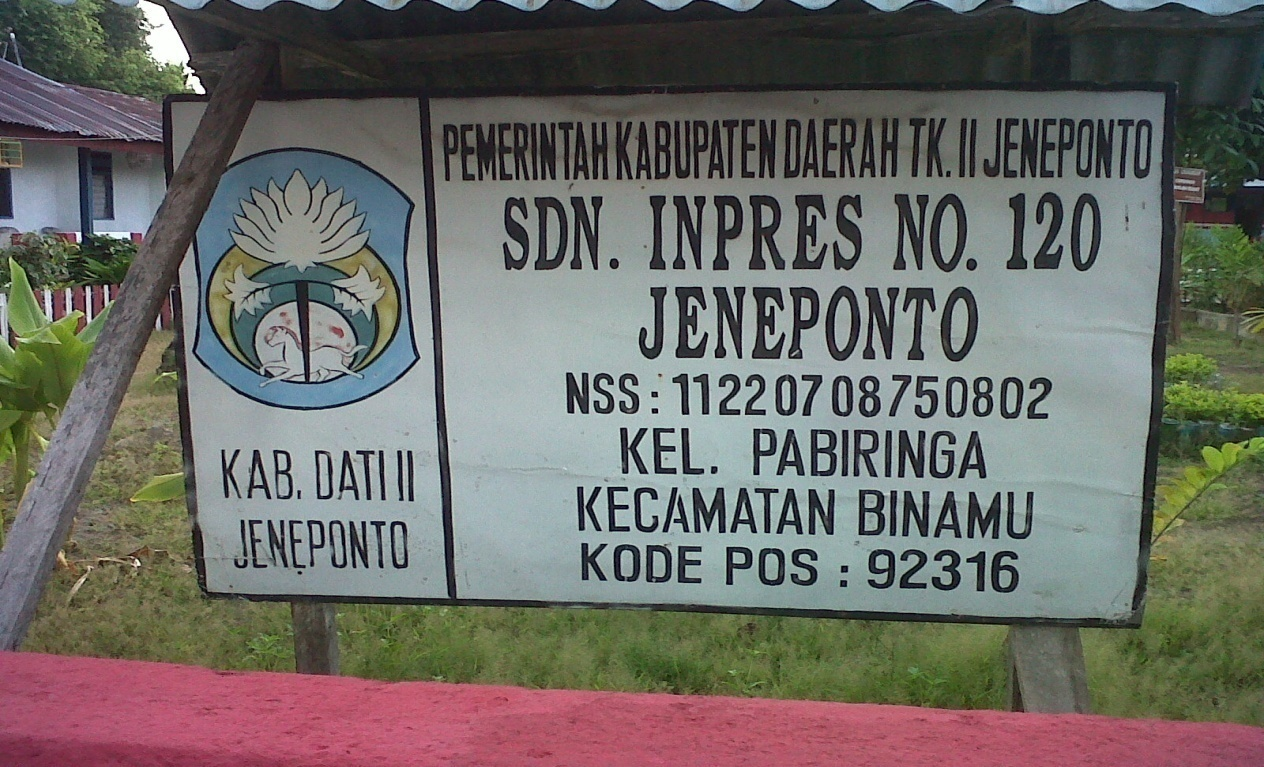 PEMERINTAH KABUPATEN DAERAH TK. II JENEPONTO
SDN. INPRES NO. 120
JENEPONTO
NSS : 11220708750802
KEL. PABIRINGA
KECAMATAN BINAMU
KODE POS : 92316
KAB. DATI II
JENEPONTO